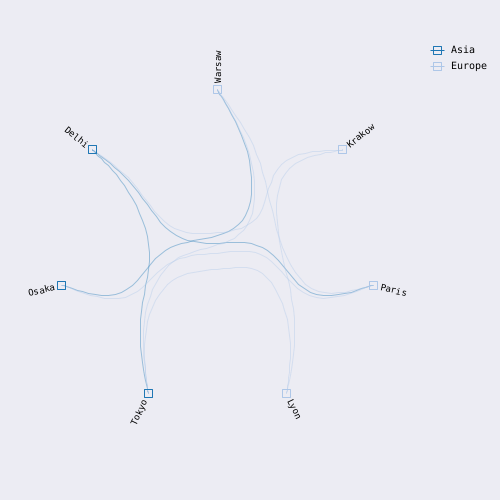 Asia
Europe
Warsaw
Krakow
Delhi
Osaka
Paris
Tokyo
Lyon